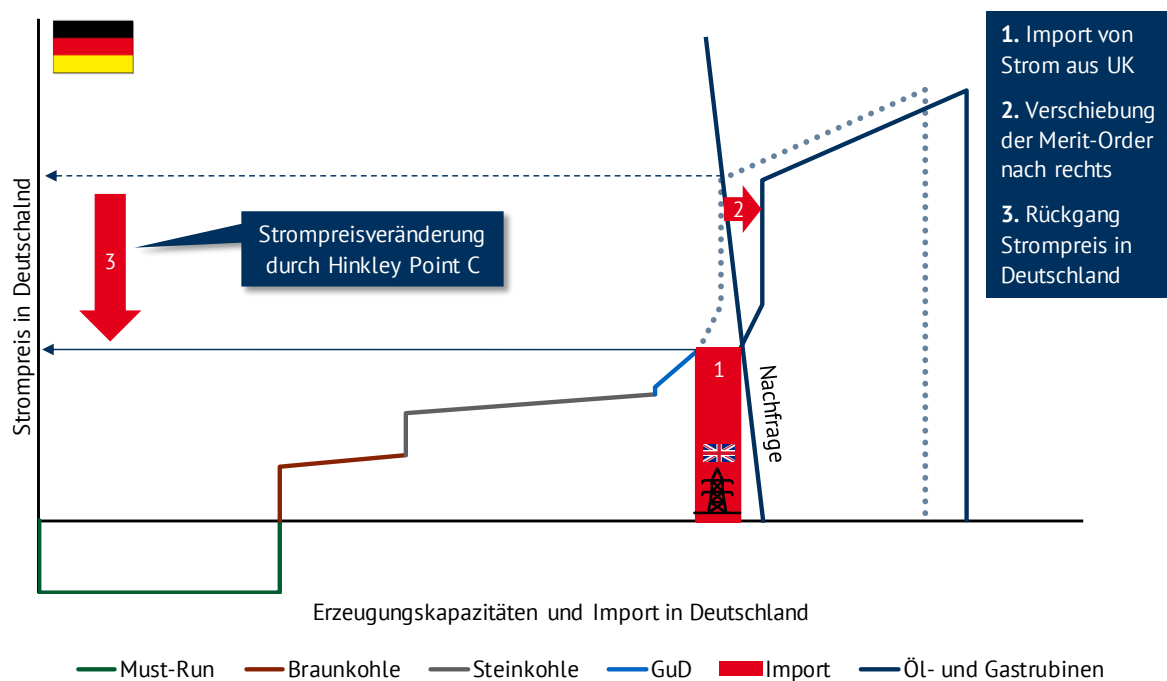 1. Import von
Strom aus UK
2. Verschiebung
der Merit-Order
nach rechts
3. Rückgang
Strompreis in
Deutschland
Strompreis in Deutschalnd
3
Strompreisveränderung
durch Hinkley Point C
2
1
Nachfrage
Erzeugungskapazitäten und Import in Deutschland
Must-Run
Braunkohle
Steinkohle
GuD
Import
Öl- und Gastrubinen